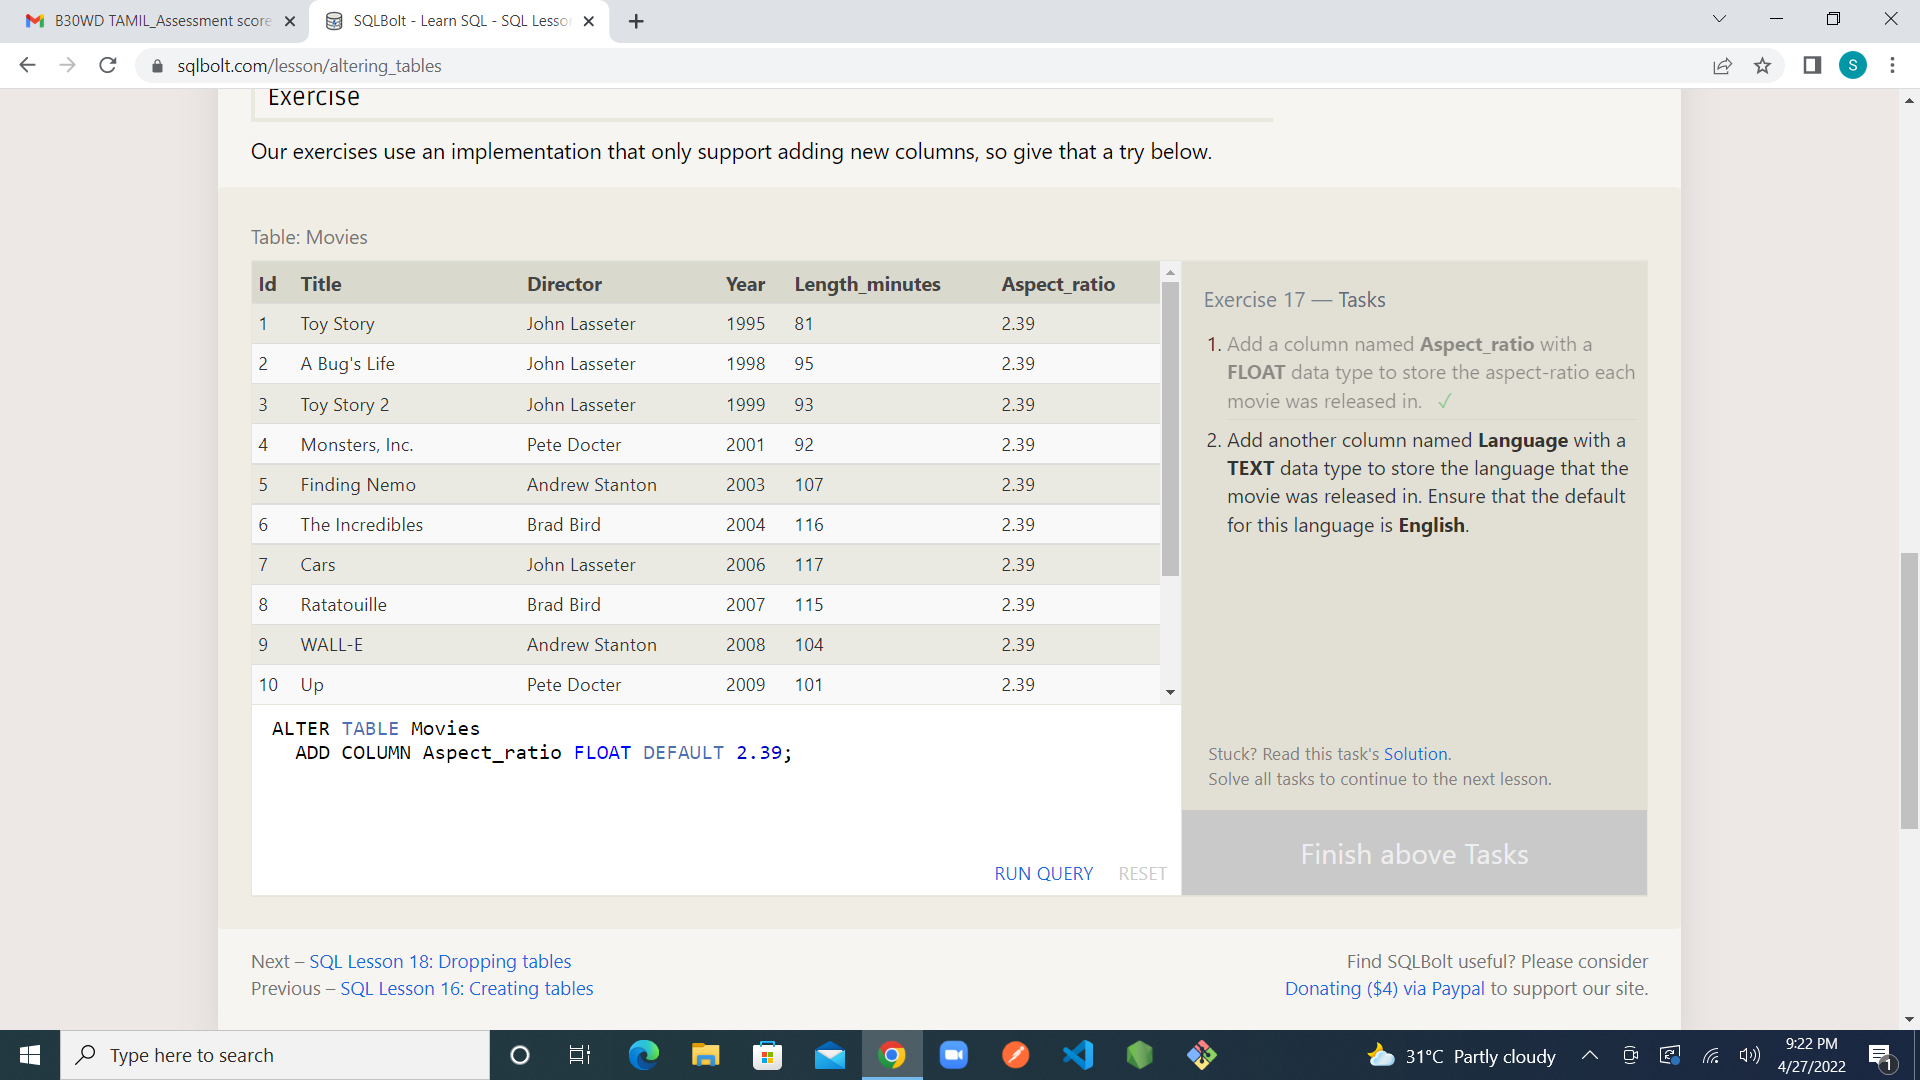 B30WD TAMIL_Assessment score
SQLBolt - Learn SQL - SQL Lesson
sqlbolt.com/lesson/altering_tables
S
Exercise
Our exercises use an implementation that only support adding new columns, so give that a try below.
Table: Movies
Id Title Director Year Length_minutes Aspect_ratio
1 Toy Story John Lasseter 1995 81 2.39
2 A Bug's Life John Lasseter 1998 95 2.39
3 Toy Story 2 John Lasseter 1999 93 2.39
4 Monsters, Inc. Pete Docter 2001 92 2.39
5 Finding Nemo Andrew Stanton 2003 107 2.39
6 The Incredibles Brad Bird 2004 116 2.39
7 Cars John Lasseter 2006 117 2.39
8 Ratatouille Brad Bird 2007 115 2.39
9 WALL-E Andrew Stanton 2008 104 2.39
10 Up Pete Docter 2009 101 2.39
ALTER TABLE Movies
ADD COLUMN Aspect_ratio FLOAT DEFAULT 2.39;
RUN QUERY RESET
Exercise 17 — Tasks
1. Add a column named Aspect_ratio with a
FLOAT data type to store the aspect-ratio each
movie was released in. ✓
2. Add another column named Language with a
TEXT data type to store the language that the
movie was released in. Ensure that the default
for this language is English.
Stuck? Read this task's Solution.
Solve all tasks to continue to the next lesson.
Finish above Tasks
Next – SQL Lesson 18: Dropping tables
Previous – SQL Lesson 16: Creating tables
Find SQLBolt useful? Please consider
Donating ($4) via Paypal to support our site.
Type here to search
31°C Partly cloudy
9:22 PM
4/27/2022
1